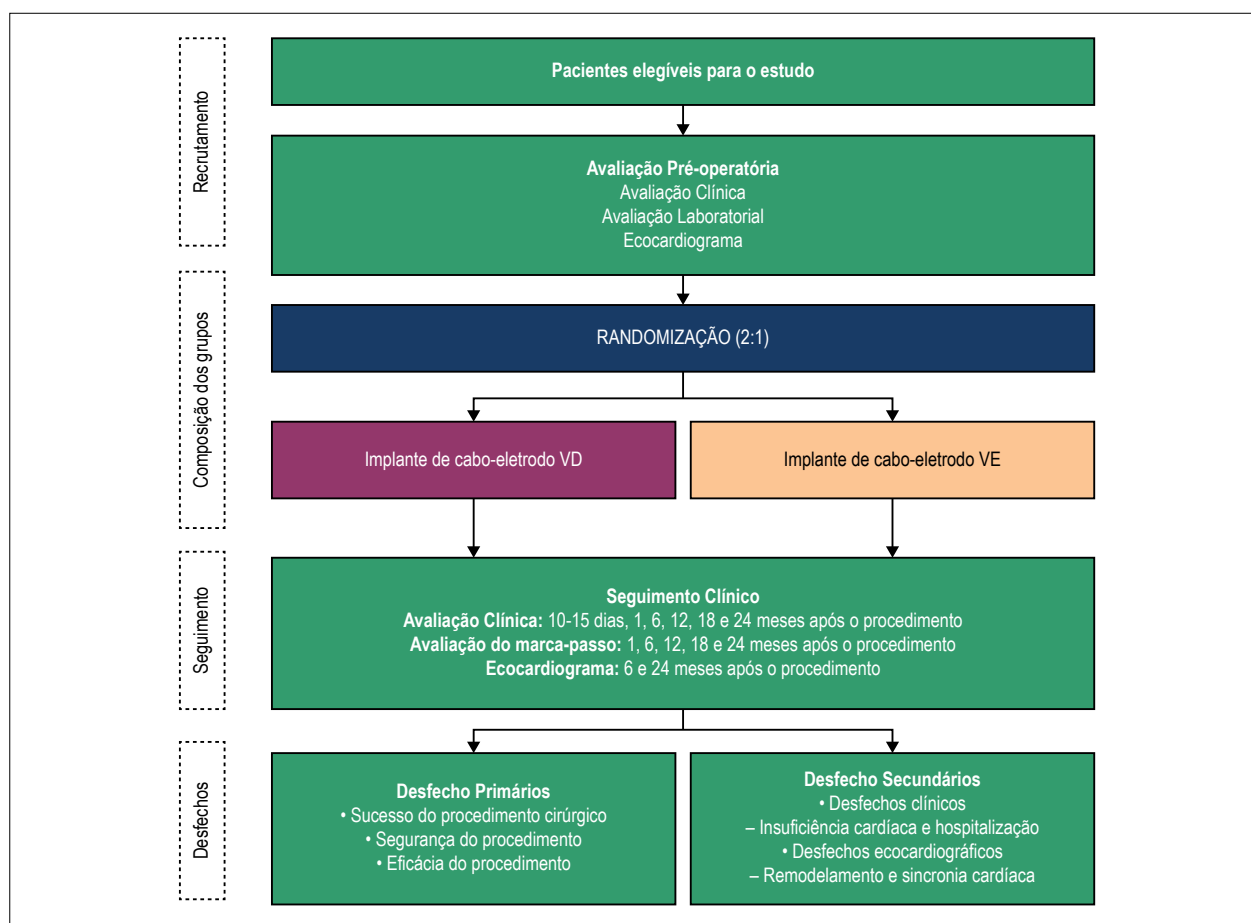 Recrutamento
Pacientes elegíveis para o estudo
Avaliação Pré-operatória
Avaliação Clínica
Avaliação Laboratorial
Ecocardiograma
Composição dos grupos
RANDOMIZAÇÃO (2:1)
Implante de cabo-eletrodo VD
Implante de cabo-eletrodo VE
Seguimento
Seguimento Clínico
Avaliação Clínica: 10-15 dias, 1, 6, 12, 18 e 24 meses após o procedimento
Avaliação do marca-passo: 1, 6, 12, 18 e 24 meses após o procedimento
Ecocardiograma: 6 e 24 meses após o procedimento
Desfechos
Desfecho Primários
• Sucesso do procedimento cirúrgico
• Segurança do procedimento
• Eficácia do procedimento
Desfecho Secundários
• Desfechos clínicos
– Insuficiência cardíaca e hospitalização
• Desfechos ecocardiográficos
– Remodelamento e sincronia cardíaca